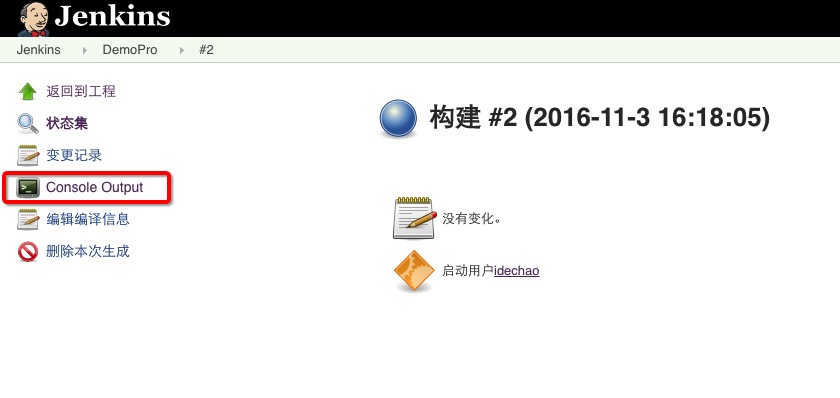 Jenkins
Jenkins DemoPro #2
返回到工程
状态集
变更记录
Console Output
编辑编译信息
删除本次生成
构建 #2 (2016-11-3 16:18:05)
没有变化。
启动用户idechao